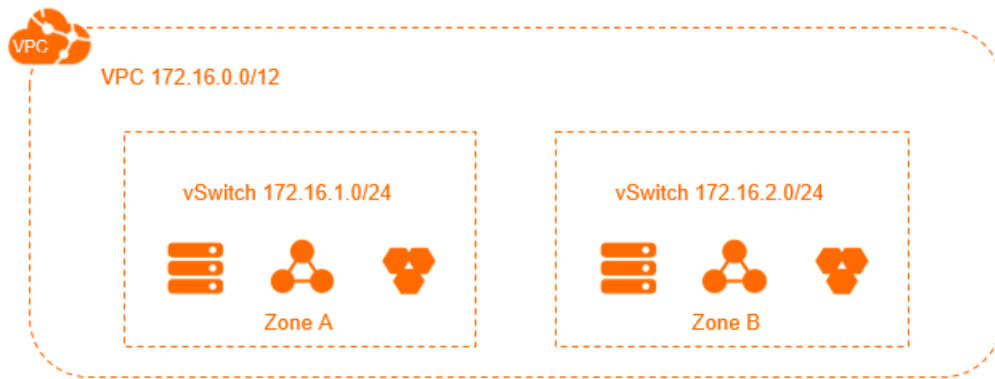 VPC
VPC 172.16.0.0/12
vSwitch 172.16.1.0/24
vSwitch 172.16.2.0/24
Zone A
Zone B